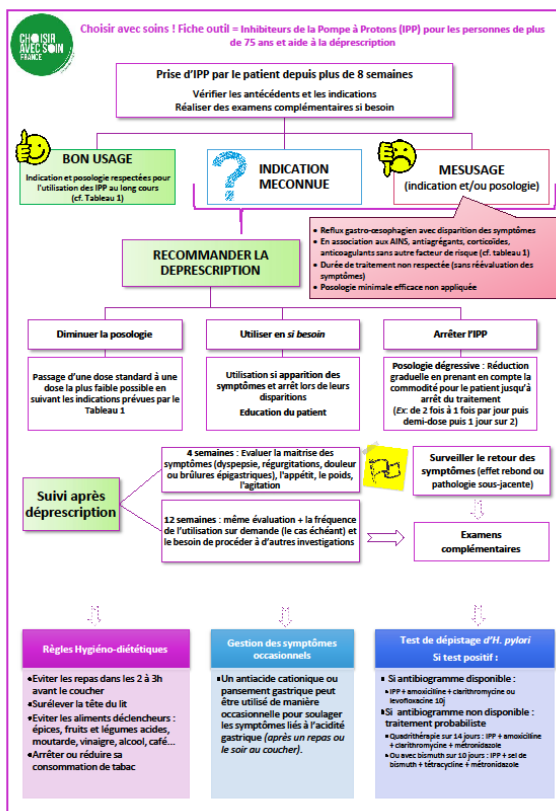 CHOISIR
AVEC SOIN
FRANCE
Choisir avec soins ! Fiche outil = Inhibiteurs de la Pompe à Protons (IPP) pour les personnes de plus
de 75 ans et aide à la déprescription
Prise d'IPP par le patient depuis plus de 8 semaines
Vérifier les antécédents et les indications
Réaliser des examens complémentaires si besoin
BON USAGE
Indication et posologie respectées pour
l'utilisation des IPP au long cours
(cf. Tableau 1)
?
INDICATION
MECONNUE
MESUSAGE
(indication et/ou posologie)
• Reflux gastro-œsophagien avec disparition des symptômes
• En association aux AINS, antiagrégants, corticoïdes,
anticoagulants sans autre facteur de risque (cf. tableau 1)
• Durée de traitement non respectée (sans réévaluation des
symptômes)
• Posologie minimale efficace non appliquée
RECOMMANDER LA
DEPRESCRIPTION
Diminuer la posologie
Passage d'une dose standard à une
dose la plus faible possible en
suivant les indications prévues par le
Tableau 1
Utiliser en si besoin
Utilisation si apparition des
symptômes et arrêt lors de leurs
disparitions
Education du patient
Arrêter l'IPP
Posologie dégressive : Réduction
graduelle en prenant en compte la
commodité pour le patient jusqu'à
arrêt du traitement
(Ex: de 2 fois à 1 fois par jour puis
demi-dose puis 1 jour sur 2)
Suivi après
déprescription
4 semaines : Evaluer la maitrise des
symptômes (dyspepsie, régurgitations, douleur
ou brûlures épigastriques), l'appétit, le poids,
l'agitation
12 semaines : même évaluation + la fréquence
de l'utilisation sur demande (le cas échéant) et
le besoin de procéder à d'autres investigations
Surveiller le retour des
symptômes (effet rebond ou
pathologie sous-jacente)
Examens
complémentaires
Règles Hygiéno-diététiques
•Eviter les repas dans les 2 à 3h
avant le coucher
•Surélever la tête du lit
•Eviter les aliments déclencheurs :
épices, fruits et légumes acides,
moutarde, vinaigre, alcool, café...
•Arrêter ou réduire sa
consommation de tabac
Gestion des symptômes
occasionnels
▪Un antiacide cationique ou
pansement gastrique peut
être utilisé de manière
occasionnelle pour soulager
les symptômes liés à l'acidité
gastrique (après un repas ou
le soir au coucher).
Test de dépistage d'H. pylori
Si test positif :
• Si antibiogramme disponible :
• IPP + amoxicilline + clarithromycine ou
levofloxacine 10j
• Si antibiogramme non disponible :
traitement probabiliste
• Quadrithérapie sur 14 jours : IPP + amoxicilline
+ clarithromycine + métronidazole
• Ou avec bismuth sur 10 jours : IPP + sel de
bismuth + tétracycline + métronidazole